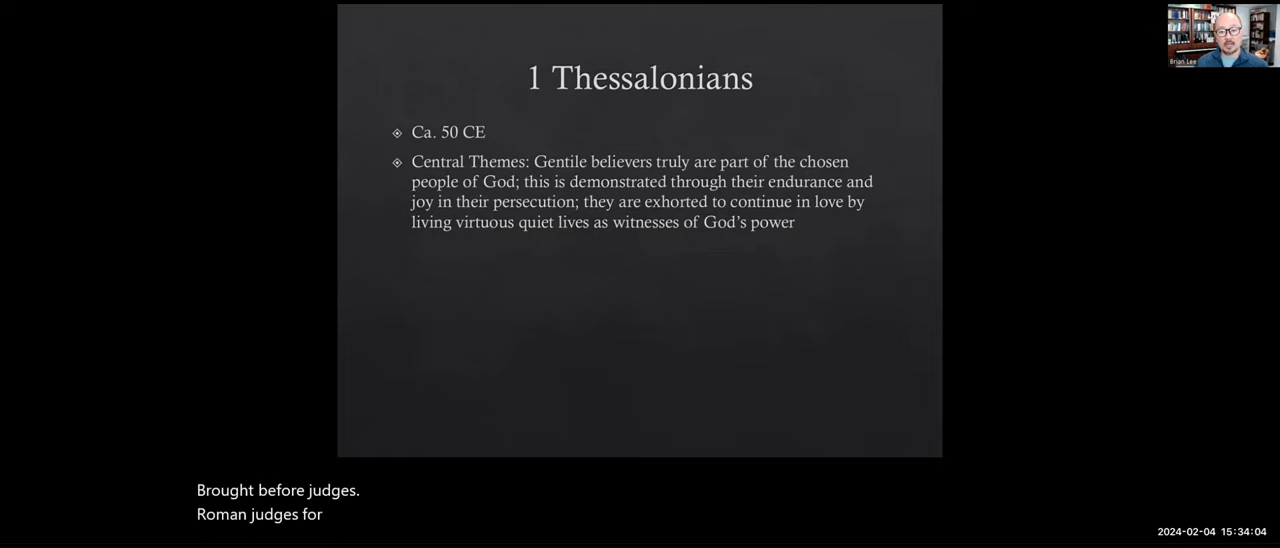 1 Thessalonians
Ca. 50 CE
Central Themes: Gentile believers truly are part of the chosen
people of God; this is demonstrated through their endurance and
joy in their persecution; they are exhorted to continue in love by
living virtuous quiet lives as witnesses of God’s power
Brian Lee
Brought before judges.
Roman judges for
2024-02-04 15:34:04